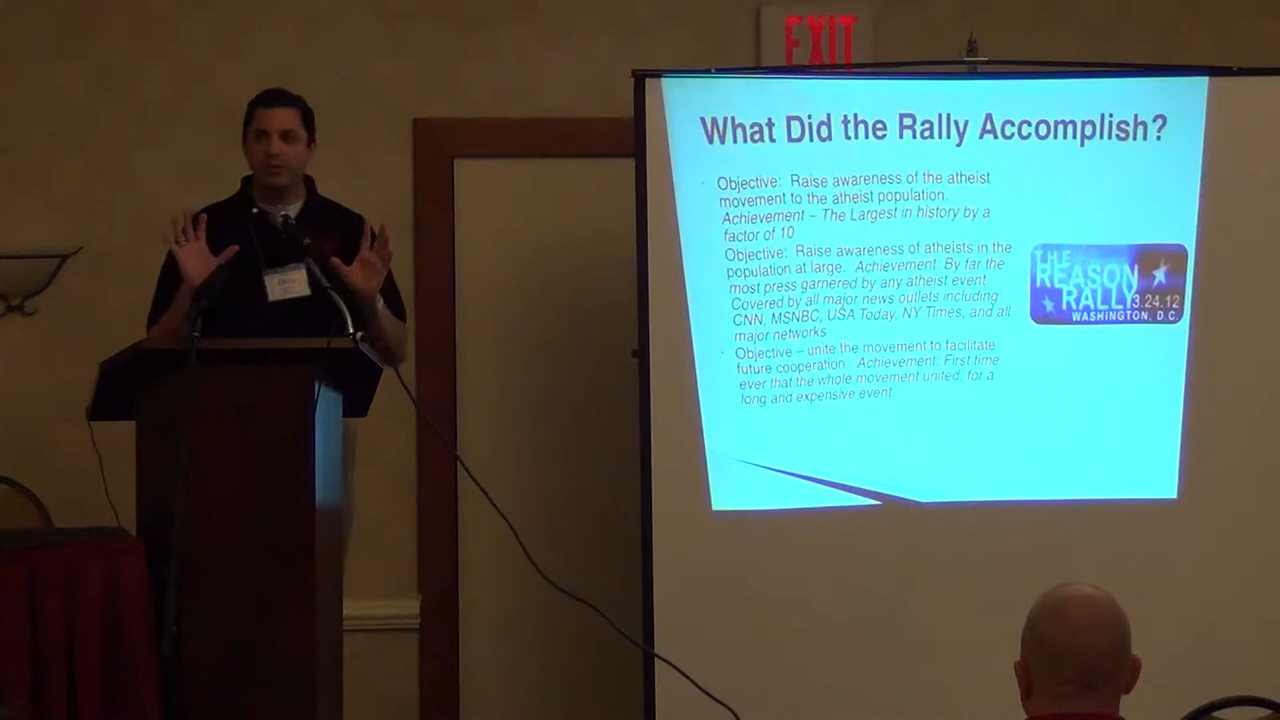 EXIT
What Did the Rally Accomplish?
Objective: Raise awareness of the atheist
movement to the atheist population.
Achievement – The Largest in history by a
factor of 10
Objective: Raise awareness of atheists in the
population at large. Achievement: By far the
most press garnered by any atheist event.
Covered by all major news outlets including
CNN, MSNBC, USA Today, NY Times, and all
major networks
Objective – unite the movement to facilitate
future cooperation. Achievement: First time
ever that the whole movement united, for a
long and expensive event.
THE
REASON
RALLY 3.24.12
WASHINGTON, D.C.